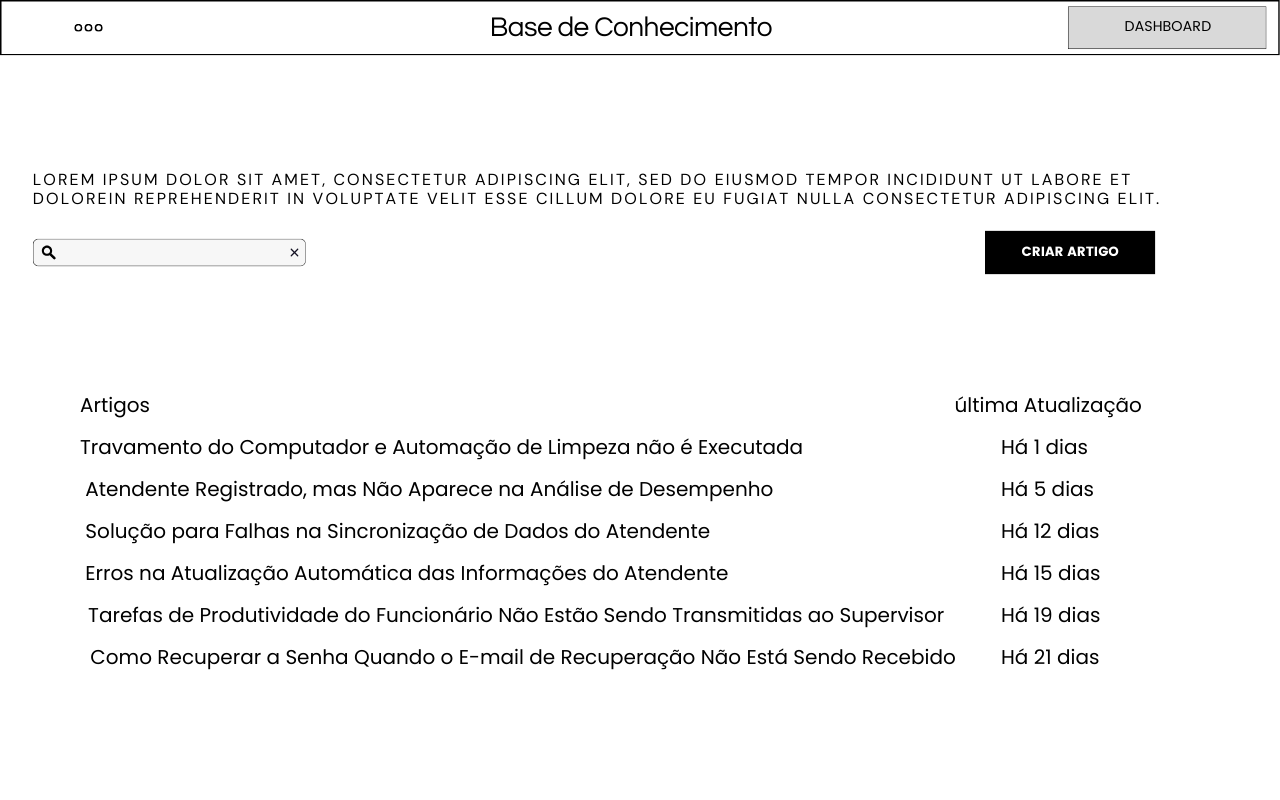 Base de Conhecimento
DASHBOARD
LOREM IPSUM DOLOR SIT AMET, CONSECTETUR ADIPISCING ELIT, SED DO EIUSMOD TEMPOR INCIDIDUNT UT LABORE ET
DOLOREIN REPREHENDERIT IN VOLUPTATE VELIT ESSE CILLUM DOLORE EU FUGIAT NULLA CONSECTETUR ADIPISCING ELIT.
CRIAR ARTIGO
Artigos última Atualização
Travamento do Computador e Automação de Limpeza não é Executada Há 1 dias
Atendente Registrado, mas Não Aparece na Análise de Desempenho Há 5 dias
Solução para Falhas na Sincronização de Dados do Atendente Há 12 dias
Erros na Atualização Automática das Informações do Atendente Há 15 dias
Tarefas de Produtividade do Funcionário Não Estão Sendo Transmitidas ao Supervisor Há 19 dias
Como Recuperar a Senha Quando o E-mail de Recuperação Não Está Sendo Recebido Há 21 dias